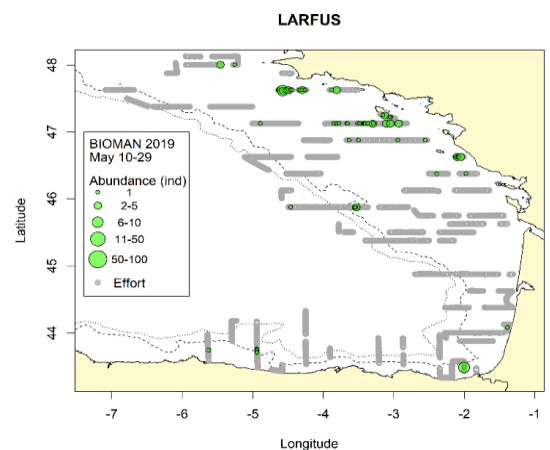 LARFUS
48
47
46
45
44
Latitude
BIOMAN 2019
May 10-29
Abundance (ind)
1
2-5
6-10
11-50
50-100
Effort
-7 -6 -5 -4 -3 -2 -1
Longitude